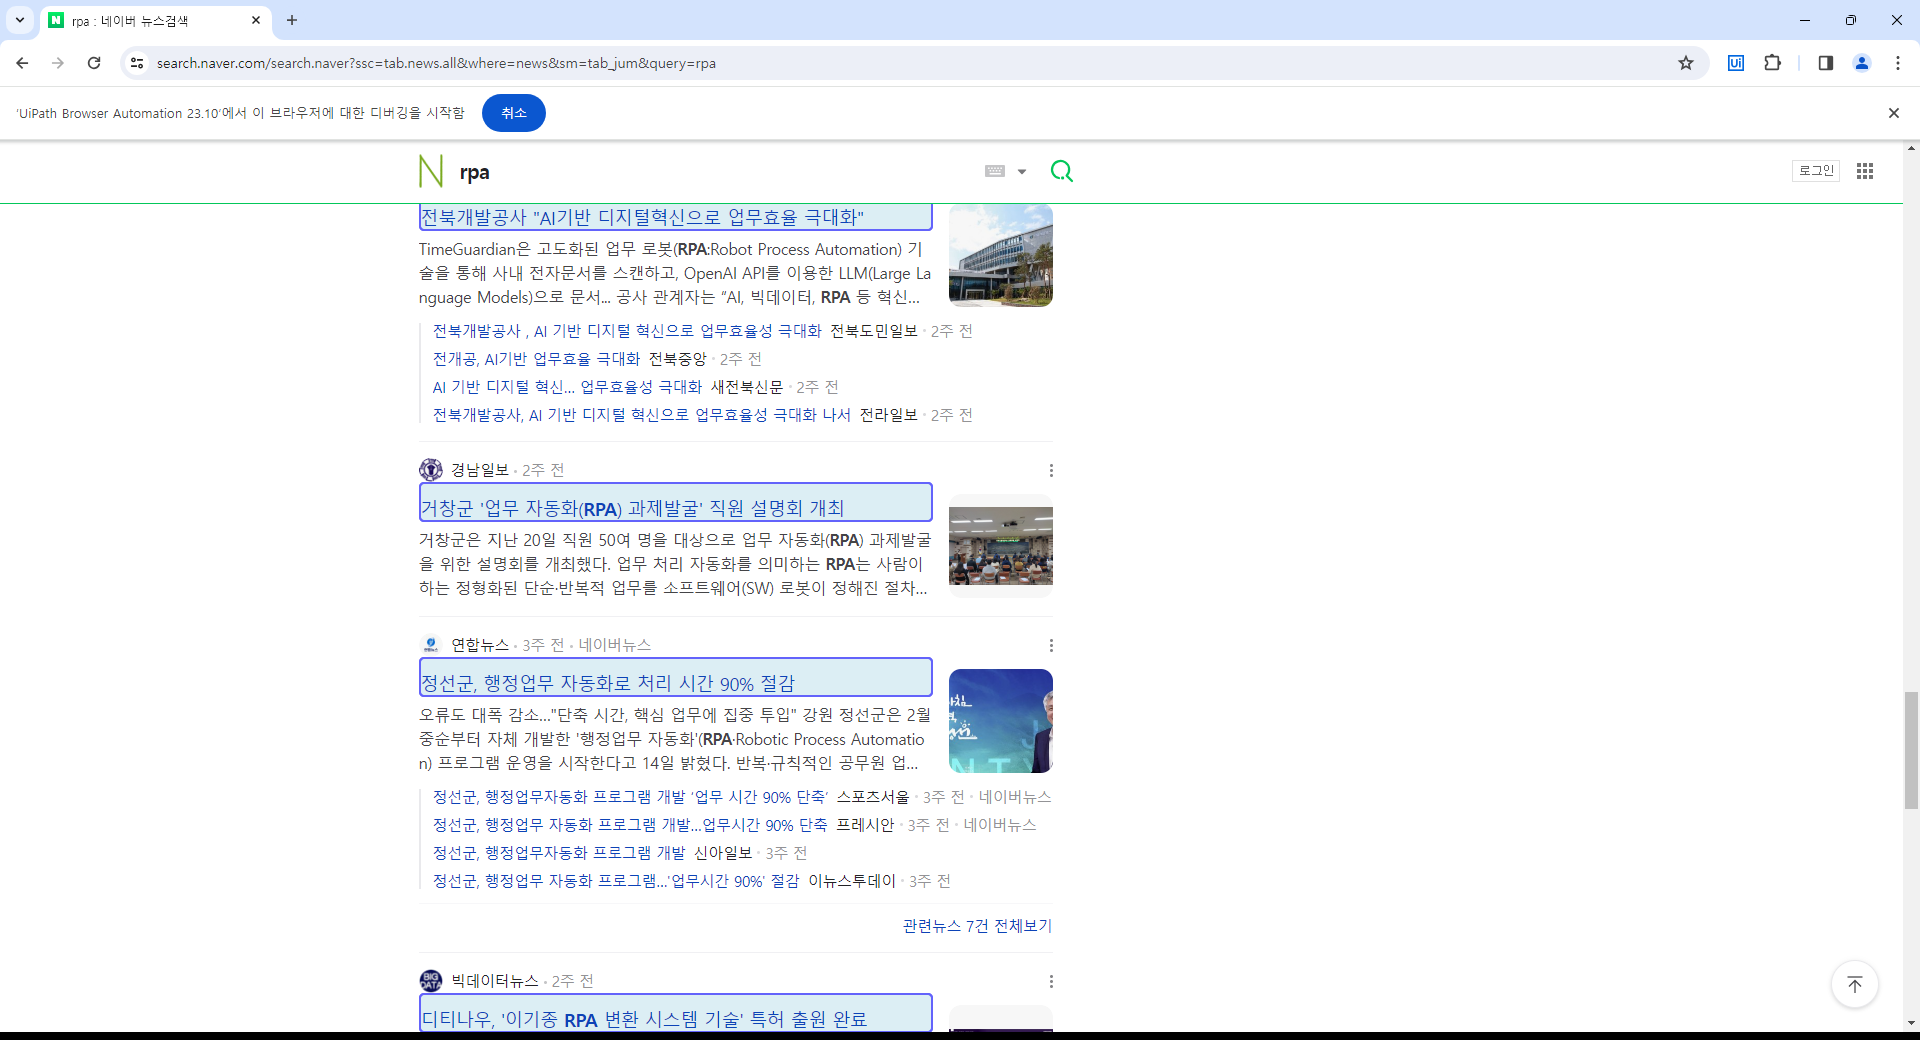 rpa : 네이버 뉴스검색
search.naver.com/search.naver?ssc=tab.news.all&where=news&sm=tab_jum&query=rpa
Ui
'UiPath Browser Automation 23.10'에서 이 브라우저에 대한 디버깅을 시작함
취소
N rpa
로그인
전북개발공사 "AI기반 디지털혁신으로 업무효율 극대화"
TimeGuardian은 고도화된 업무 로봇(RPA:Robot Process Automation) 기
술을 통해 사내 전자문서를 스캔하고, OpenAI API를 이용한 LLM(Large La
nguage Models)으로 문서... 공사 관계자는 “AI, 빅데이터, RPA 등 혁신...
전북개발공사 , AI 기반 디지털 혁신으로 업무효율성 극대화 전북도민일보 · 2주 전
전개공, AI기반 업무효율 극대화 전북중앙 · 2주 전
AI 기반 디지털 혁신... 업무효율성 극대화 새전북신문 · 2주 전
전북개발공사, AI 기반 디지털 혁신으로 업무효율성 극대화 나서 전라일보 · 2주 전
경남일보 · 2주 전
거창군 '업무 자동화(RPA) 과제발굴' 직원 설명회 개최
거창군은 지난 20일 직원 50여 명을 대상으로 업무 자동화(RPA) 과제발굴
을 위한 설명회를 개최했다. 업무 처리 자동화를 의미하는 RPA는 사람이
하는 정형화된 단순·반복적 업무를 소프트웨어(SW) 로봇이 정해진 절차...
연합뉴스 · 3주 전 · 네이버뉴스
정선군, 행정업무 자동화로 처리 시간 90% 절감
오류도 대폭 감소..."단축 시간, 핵심 업무에 집중 투입" 강원 정선군은 2월
중순부터 자체 개발한 '행정업무 자동화'(RPA·Robotic Process Automatio
n) 프로그램 운영을 시작한다고 14일 밝혔다. 반복·규칙적인 공무원 업...
정선군, 행정업무자동화 프로그램 개발 ‘업무 시간 90% 단축’ 스포츠서울 · 3주 전 · 네이버뉴스
정선군, 행정업무 자동화 프로그램 개발...업무시간 90% 단축 프레시안 · 3주 전 · 네이버뉴스
정선군, 행정업무자동화 프로그램 개발 신아일보 · 3주 전
정선군, 행정업무 자동화 프로그램...'업무시간 90%' 절감 이뉴스투데이 · 3주 전
관련뉴스 7건 전체보기
BIG DATA 빅데이터뉴스 · 2주 전
디티나우, '이기종 RPA 변환 시스템 기술' 특허 출원 완료